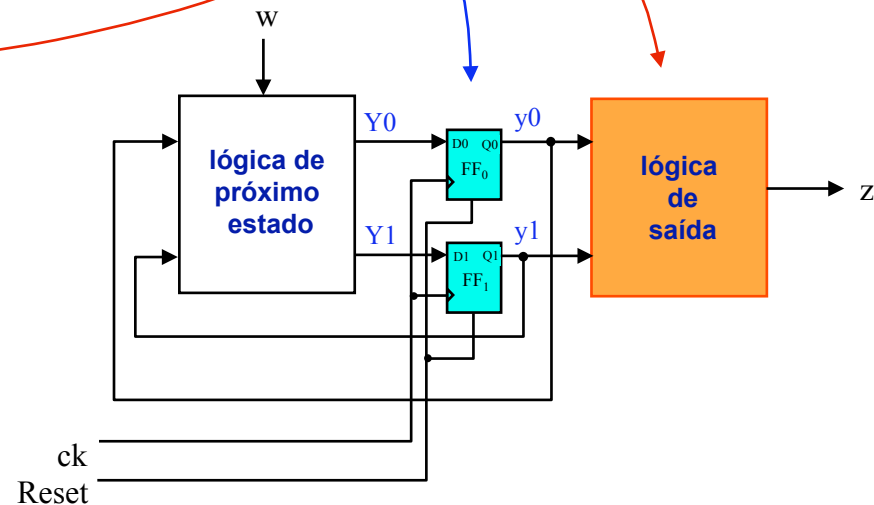 w
Y0
y0
D0 Q0
FF0
lógica de
próximo
estado
lógica
de
saída
z
Y1
y1
D1 Q1
FF1
ck
Reset